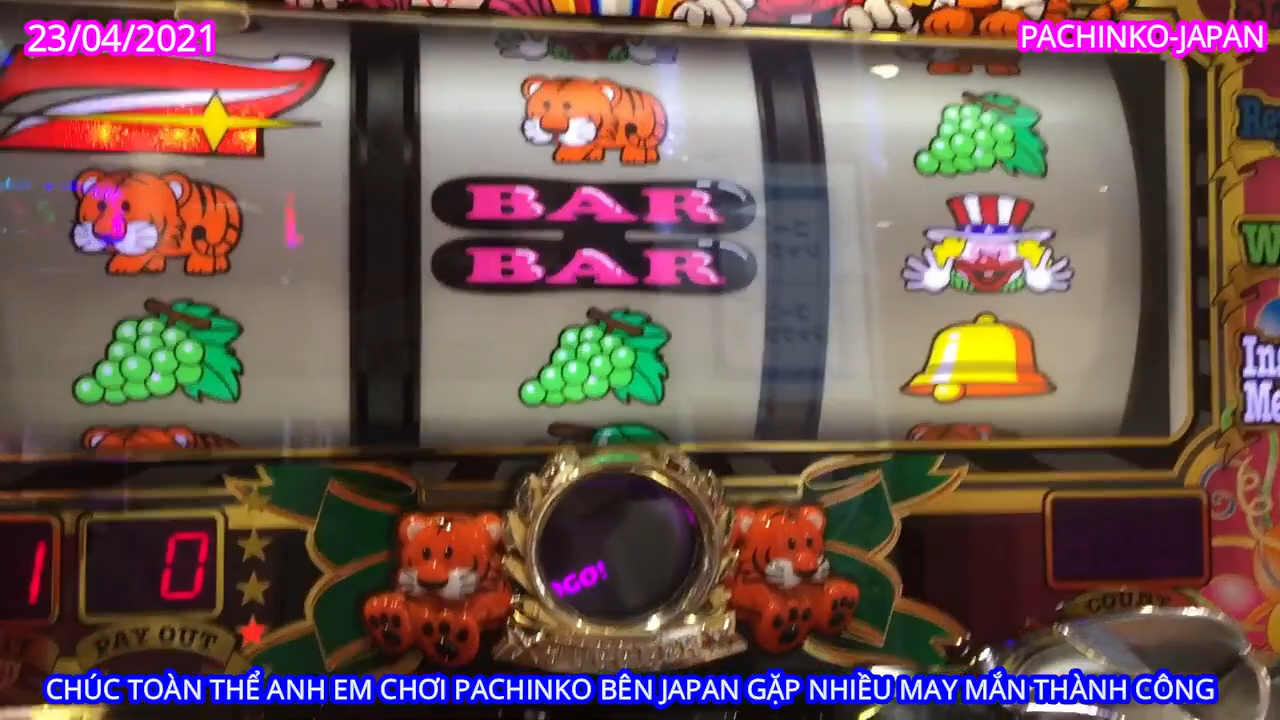 23/04/2021
PACHINKO-JAPAN
BAR
BAR
1
0
PAY OUT
COUNT
CHÚC TOÀN THỂ ANH EM CHƠI PACHINKO BÊN JAPAN GẶP NHIỀU MAY MẮN THÀNH CÔNG